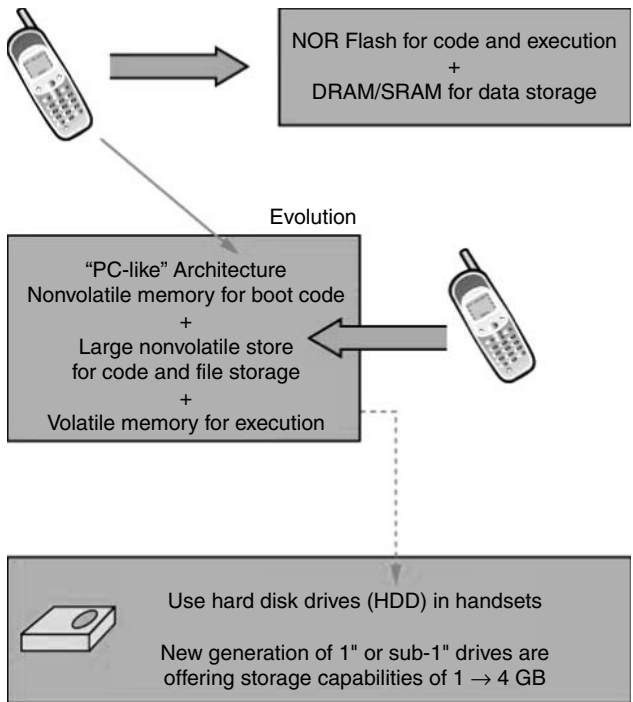 NOR Flash for code and execution
+
DRAM/SRAM for data storage
Evolution
“PC-like” Architecture
Nonvolatile memory for boot code
+
Large nonvolatile store
for code and file storage
+
Volatile memory for execution
Use hard disk drives (HDD) in handsets
New generation of 1" or sub-1" drives are
offering storage capabilities of 1 → 4 GB